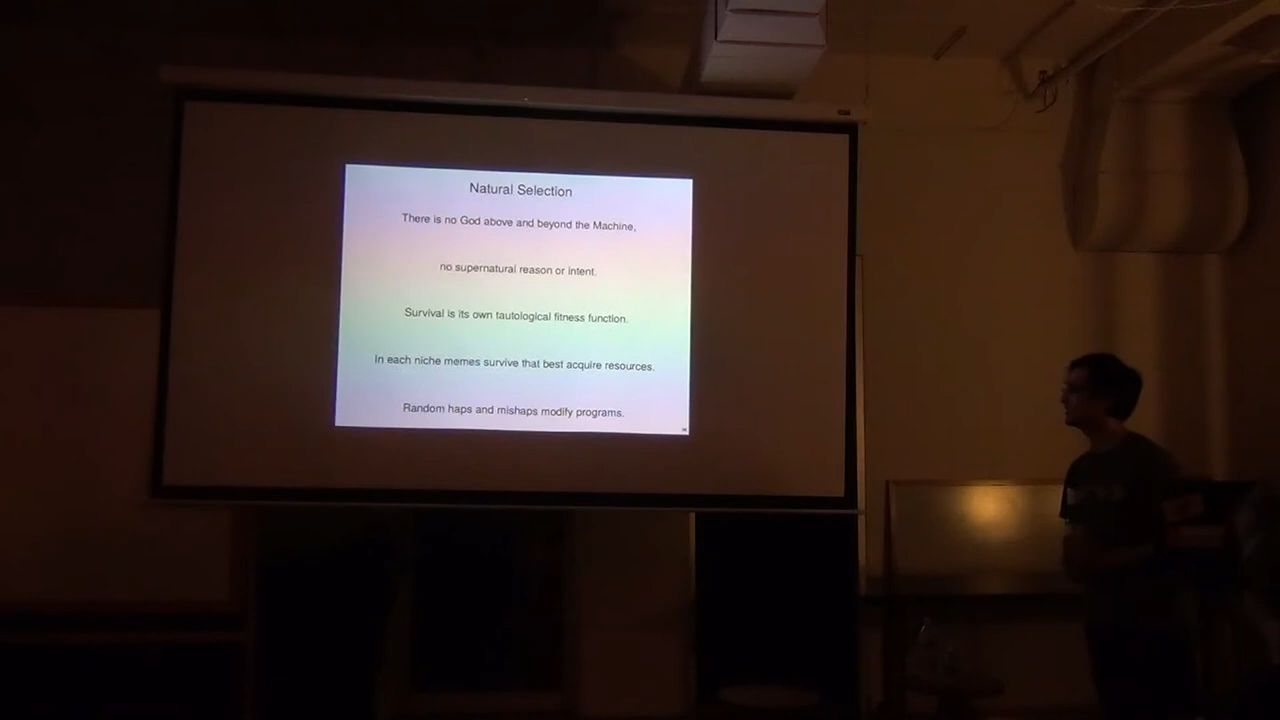 Natural Selection
There is no God above and beyond the Machine,
no supernatural reason or intent.
Survival is its own tautological fitness function.
In each niche memes survive that best acquire resources.
Random haps and mishaps modify programs.